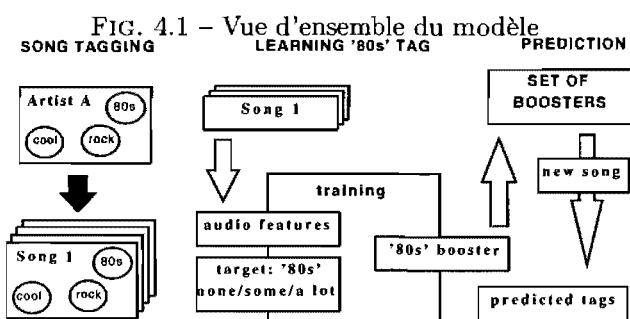 FIG. 4.1 – Vue d'ensemble du modèle
SONG TAGGING
Artist A
80s
cool
rock
Song 1
80s
cool
rock
LEARNING '80s' TAG
Song 1
training
audio features
target: '80s'
none/some/a lot
'80s' booster
PREDICTION
SET OF
BOOSTERS
new song
predicted tags